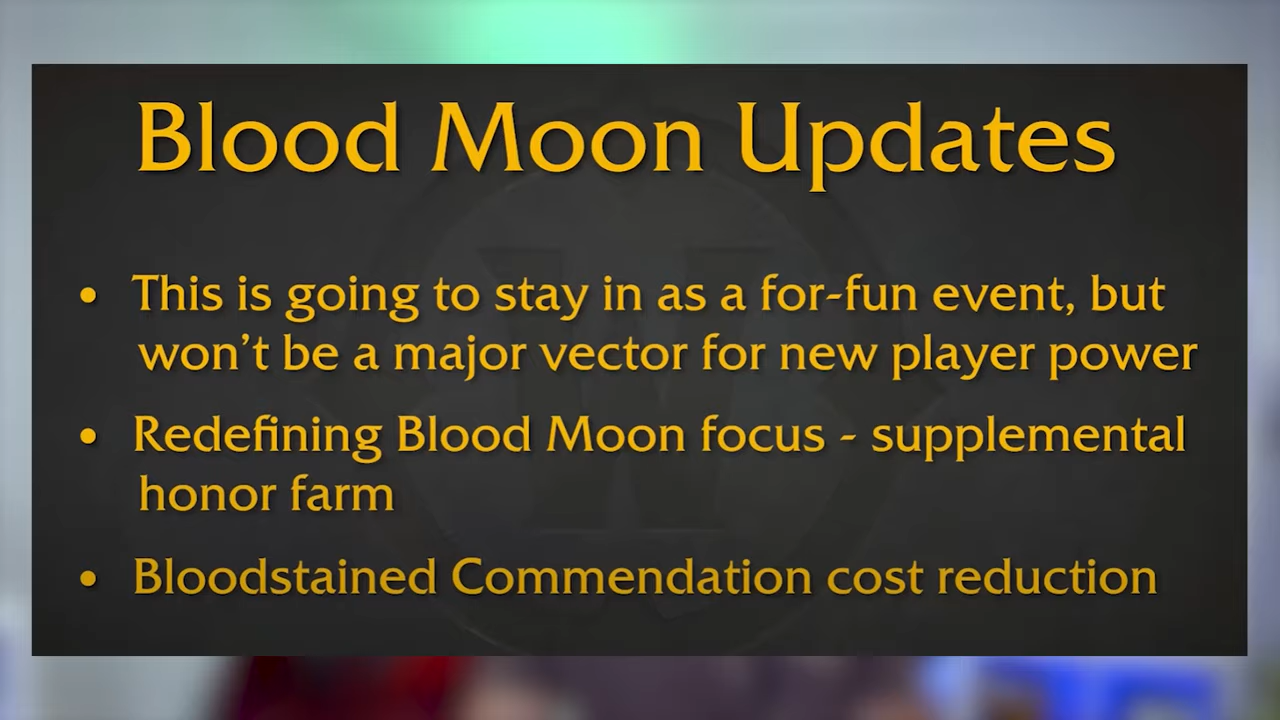 Blood Moon Updates
• This is going to stay in as a for-fun event, but
won't be a major vector for new player power
• Redefining Blood Moon focus - supplemental
honor farm
• Bloodstained Commendation cost reduction